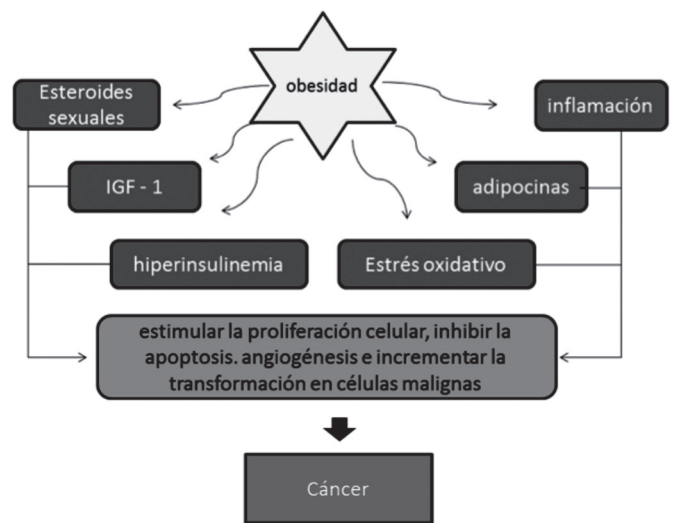 obesidad
Esteroides
sexuales
inflamación
IGF - 1
adipocinas
hiperinsulinemia
Estrés oxidativo
estimular la proliferación celular, inhibir la
apoptosis. angiogénesis e incrementar la
transformación en células malignas
Cáncer